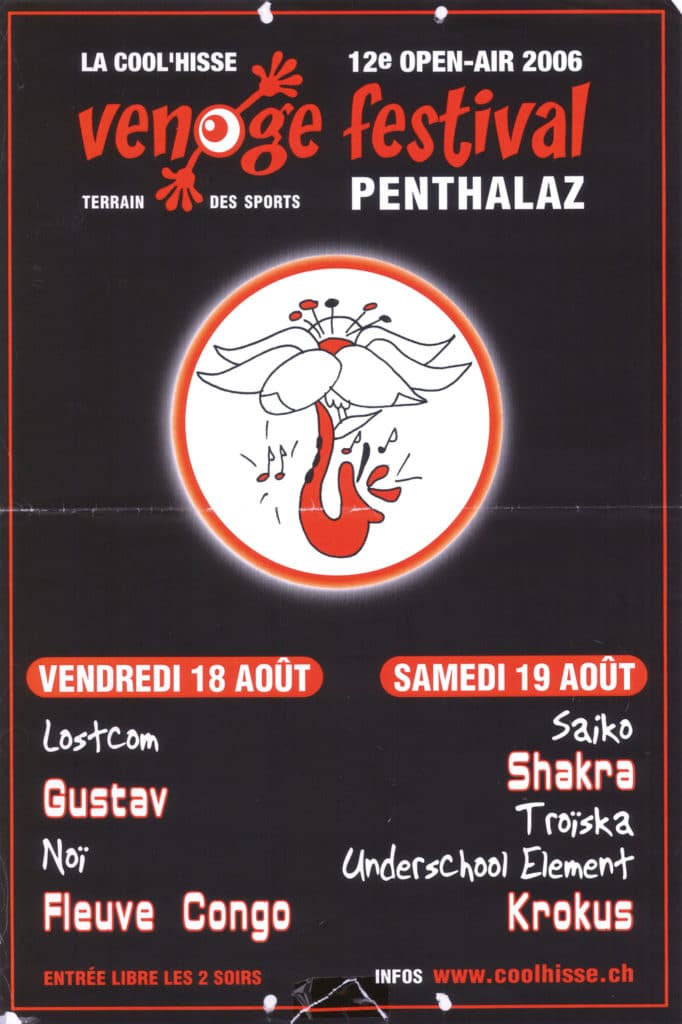 LA COOL'HISSE
12e OPEN-AIR 2006
venoge festival
TERRAIN DES SPORTS
PENTHALAZ
VENDREDI 18 AOÛT
Lostcom
Gustav
Noï
Fleuve Congo
SAMEDI 19 AOÛT
Saiko
Shakra
Troïska
Underschool Element
Krokus
ENTRÉE LIBRE LES 2 SOIRS
INFOS www.coolhisse.ch